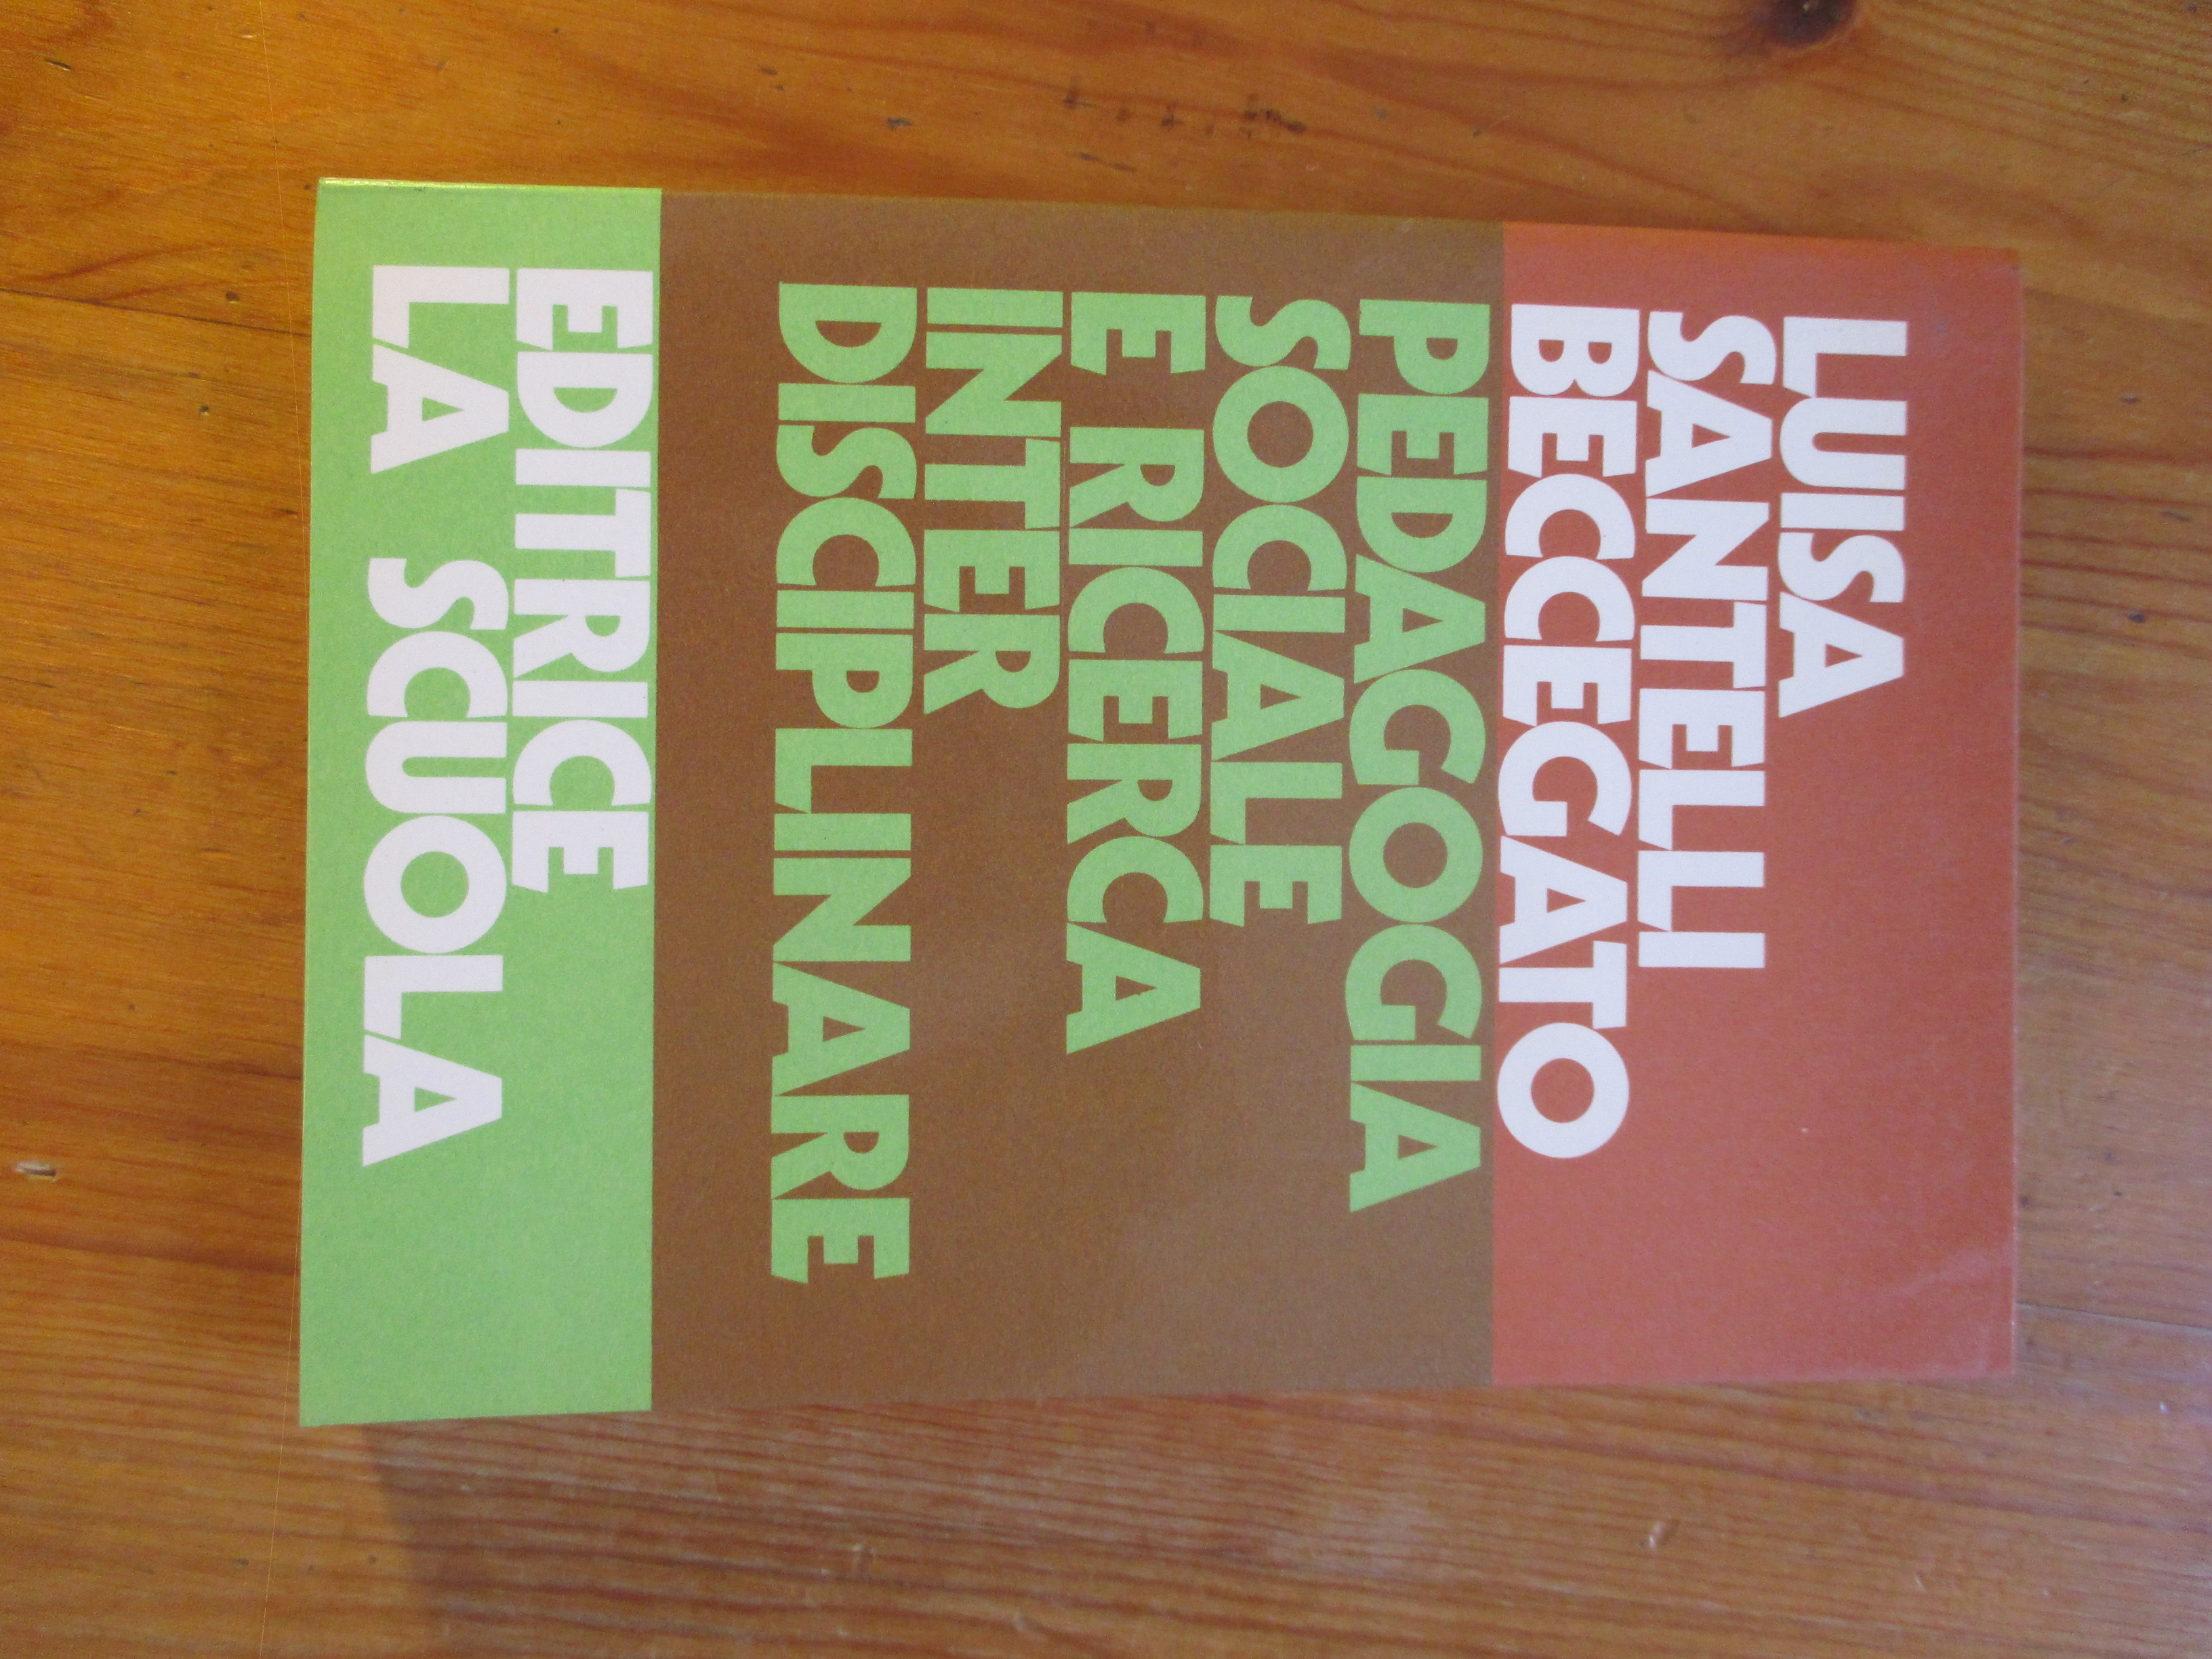 LUISA
SANTELLI
BECCEGATO
PEDAGOGIA
SOCIALE
E RICERCA
INTER
DISCIPLINARE
EDITRICE
LA SCUOLA